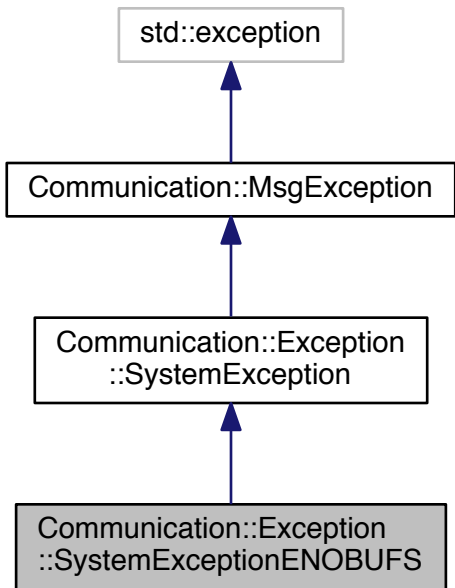 std::exception
Communication::MsgException
Communication::Exception
::SystemException
Communication::Exception
::SystemExceptionENOBUFS